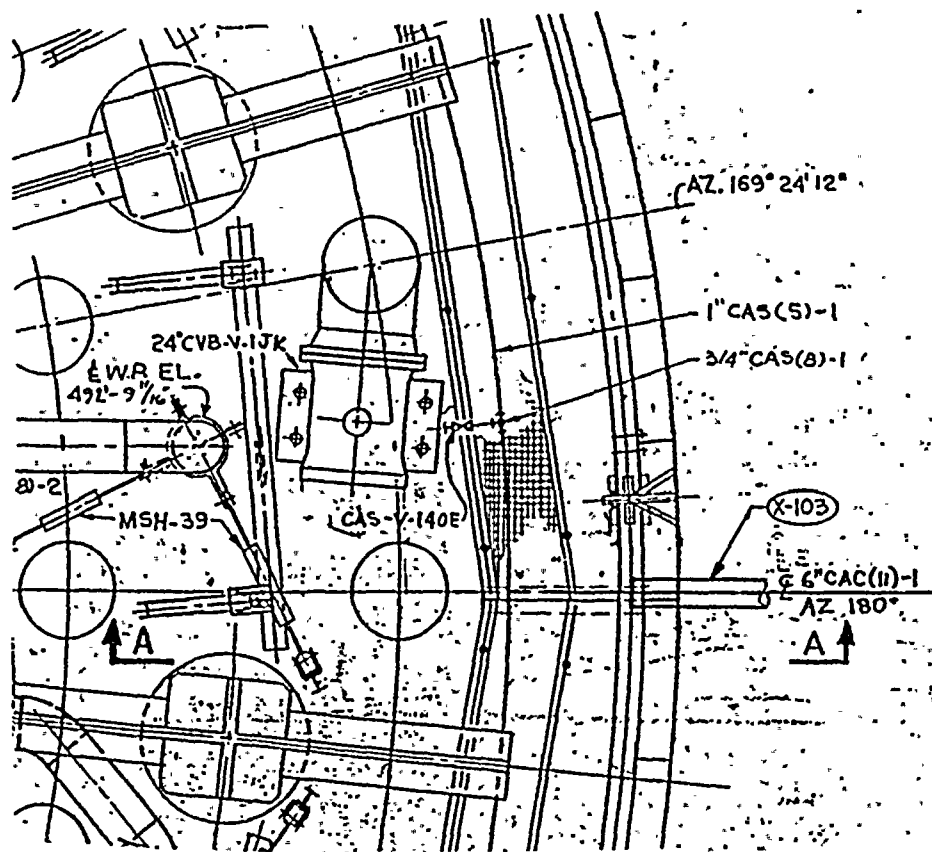 AZ. 169° 24' 12"
1" CAS(5)-1
24" CVB-V-1JK
3/4" CAS(8)-1
℄ W.P. EL.
492'-9 11/16"
8)-2
MSH-39
CAS-V-140E
X-103
℄ 6" CAC(11)-1
AZ 180°
A
A